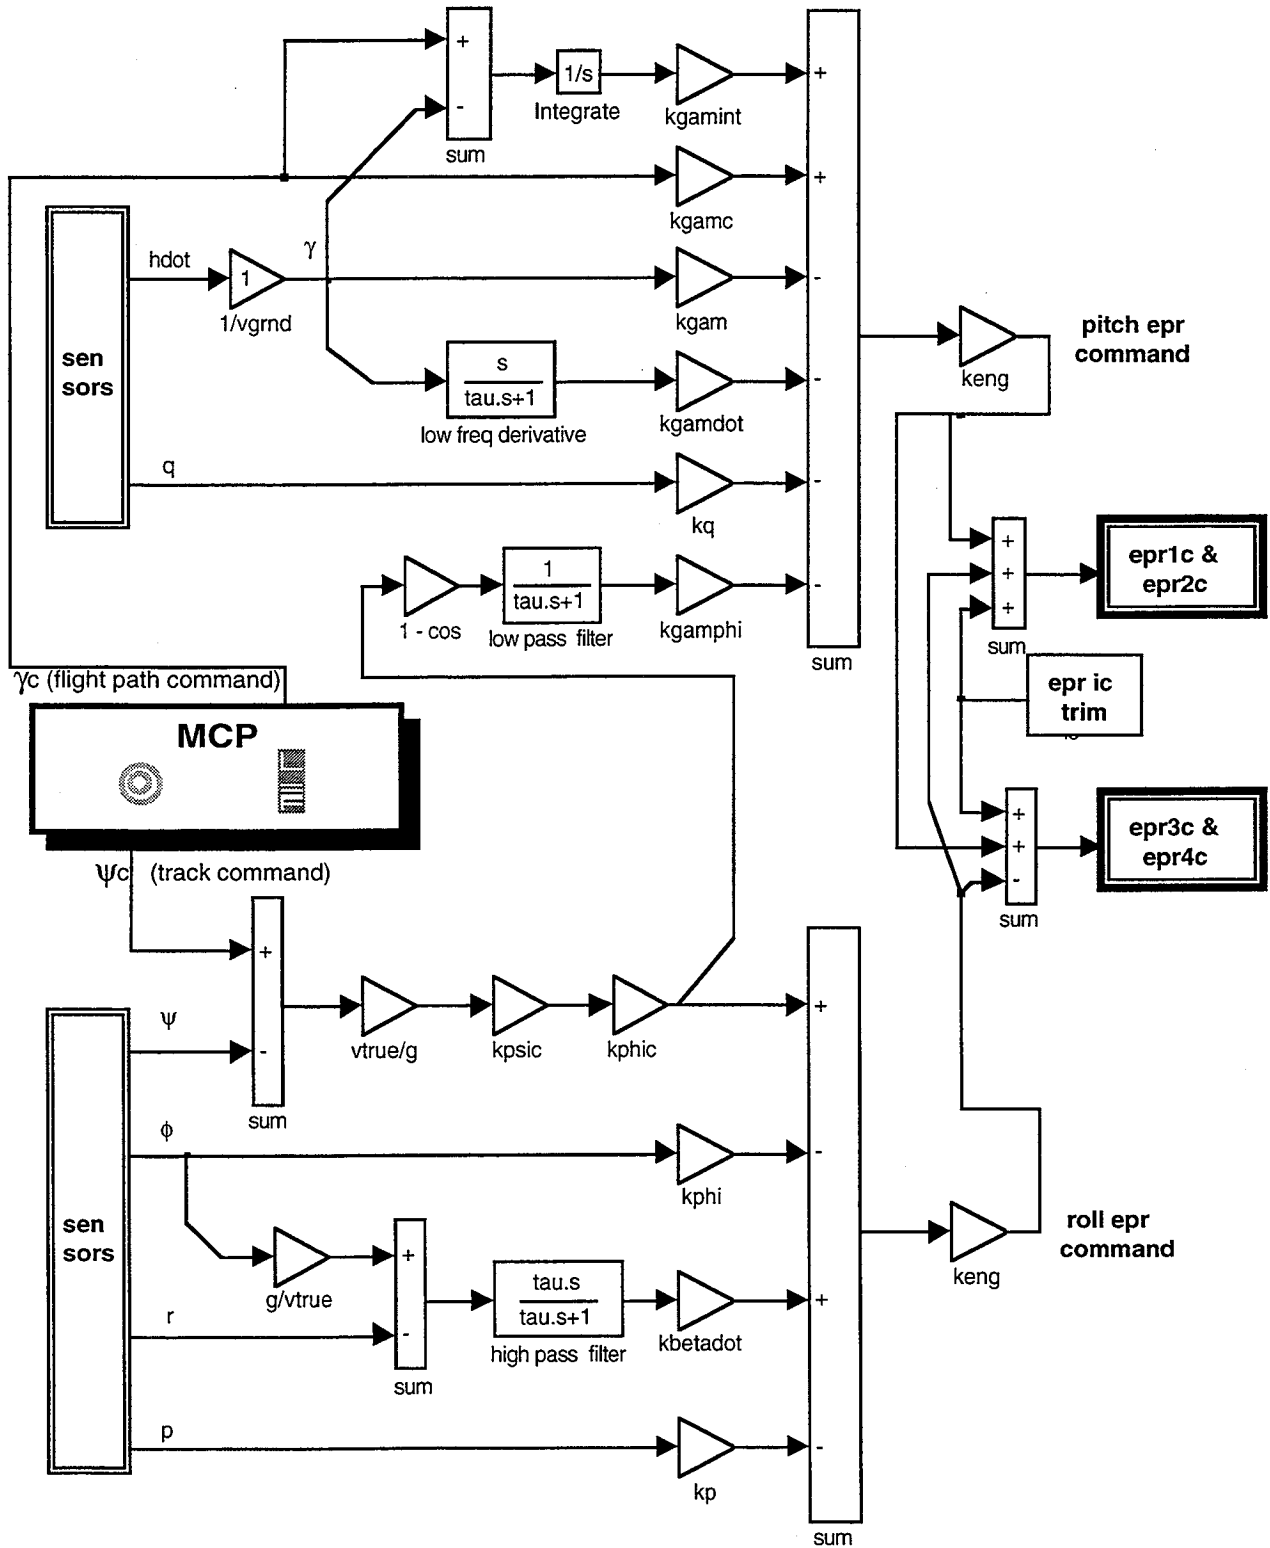 +
-
sum
1/s
Integrate
kgamint
+
kgamc
+
sen
sors
hdot
1
1/vgrnd
γ
kgam
-
s
tau.s+1
low freq derivative
kgamdot
-
q
kq
-
1 - cos
1
tau.s+1
low pass filter
kgamphi
-
sum
keng
pitch epr
command
+
+
+
sum
epr1c &
epr2c
epr ic
trim
+
+
-
sum
epr3c &
epr4c
γc (flight path command)
MCP
ψc (track command)
+
-
sum
vtrue/g
kpsic
kphic
+
sen
sors
ψ
ϕ
kphi
-
g/vtrue
r
+
-
sum
tau.s
tau.s+1
high pass filter
kbetadot
+
p
kp
-
sum
keng
roll epr
command